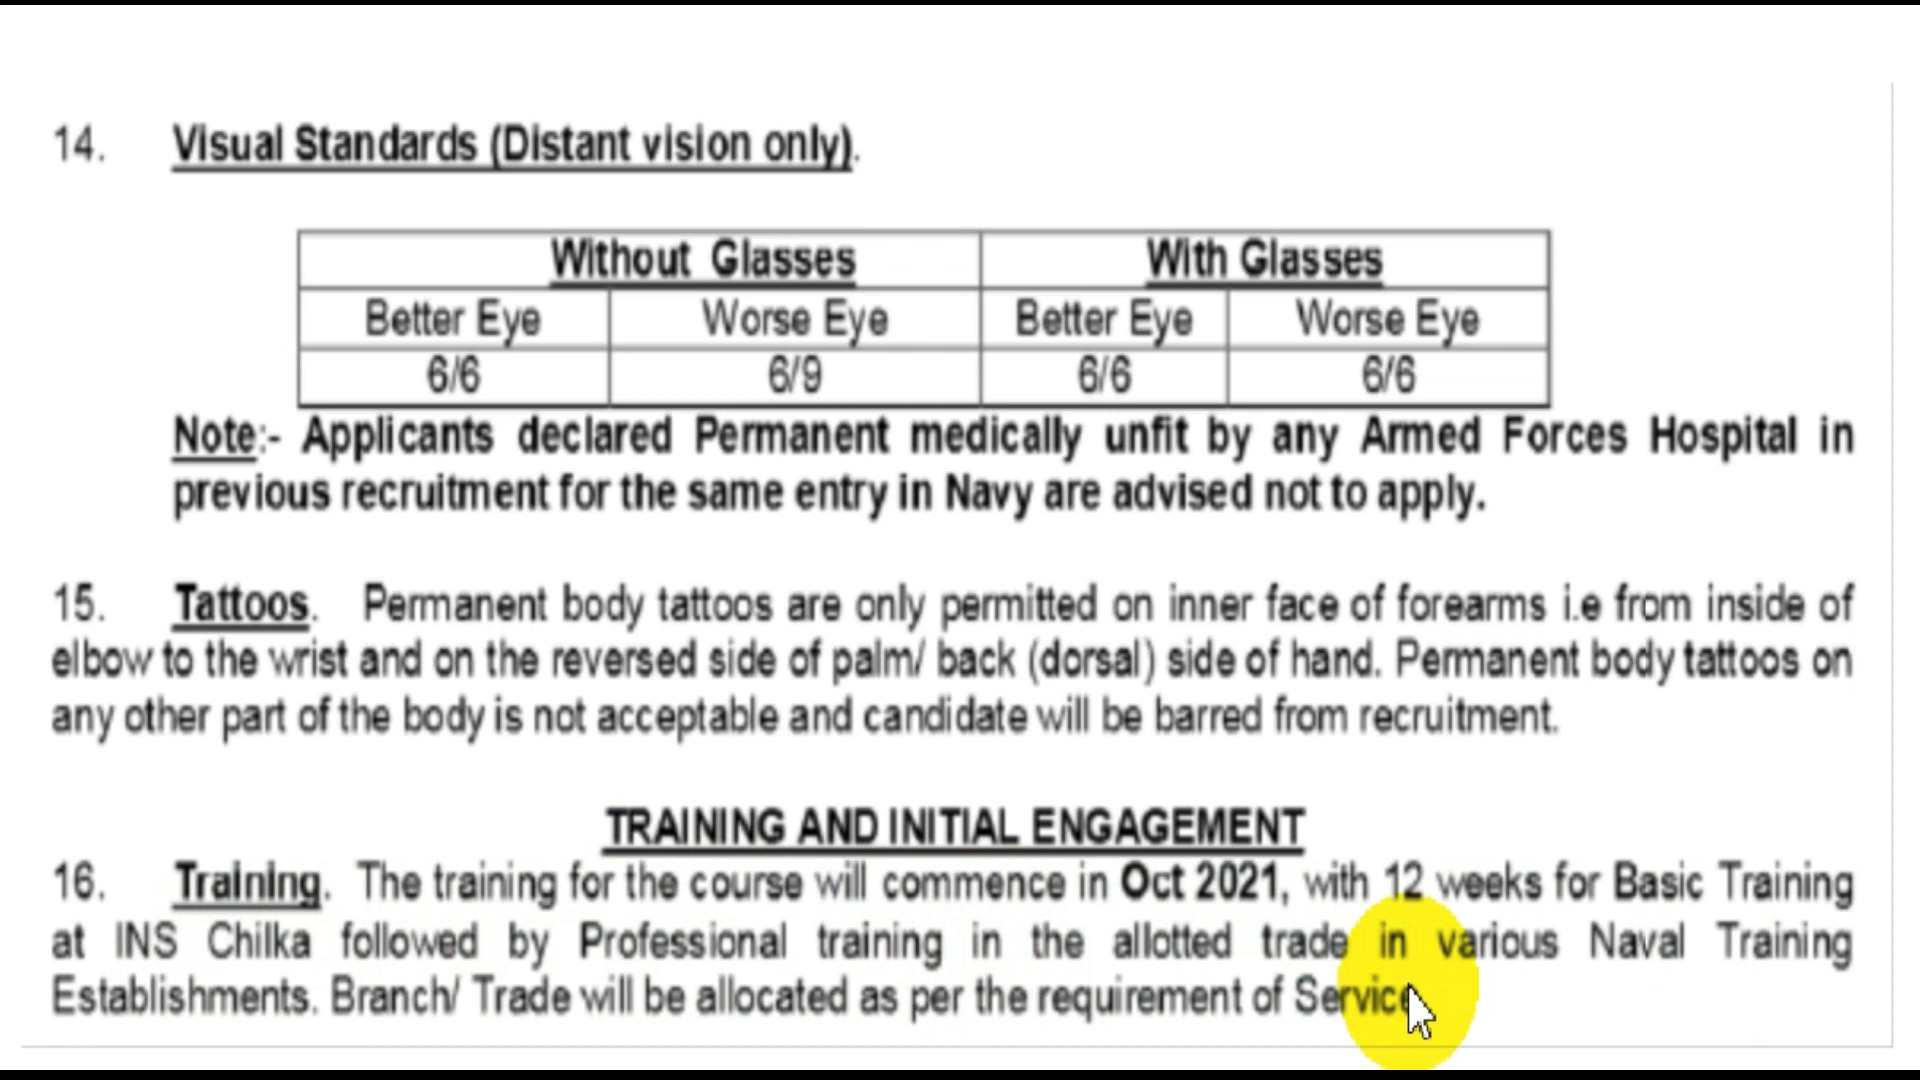 14. Visual Standards (Distant vision only).
Without Glasses With Glasses
Better Eye Worse Eye Better Eye Worse Eye
6/6 6/9 6/6 6/6
Note:- Applicants declared Permanent medically unfit by any Armed Forces Hospital in
previous recruitment for the same entry in Navy are advised not to apply.
15. Tattoos. Permanent body tattoos are only permitted on inner face of forearms i.e from inside of
elbow to the wrist and on the reversed side of palm/ back (dorsal) side of hand. Permanent body tattoos on
any other part of the body is not acceptable and candidate will be barred from recruitment.
TRAINING AND INITIAL ENGAGEMENT
16. Training. The training for the course will commence in Oct 2021, with 12 weeks for Basic Training
at INS Chilka followed by Professional training in the allotted trade in various Naval Training
Establishments. Branch/ Trade will be allocated as per the requirement of Service